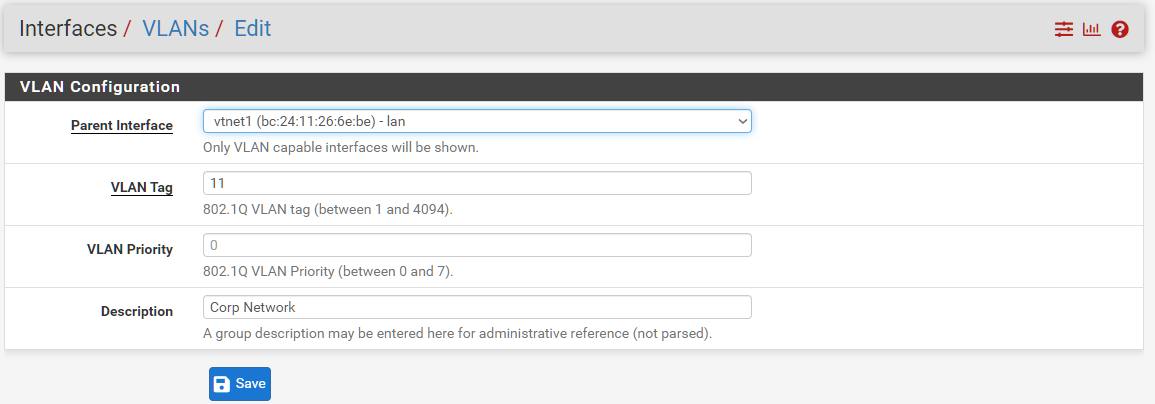 Interfaces / VLANs / Edit
VLAN Configuration
Parent Interface
vtnet1 (bc:24:11:26:6e:be) - lan
Only VLAN capable interfaces will be shown.
VLAN Tag
11
802.1Q VLAN tag (between 1 and 4094).
VLAN Priority
0
802.1Q VLAN Priority (between 0 and 7).
Description
Corp Network
A group description may be entered here for administrative reference (not parsed).
Save